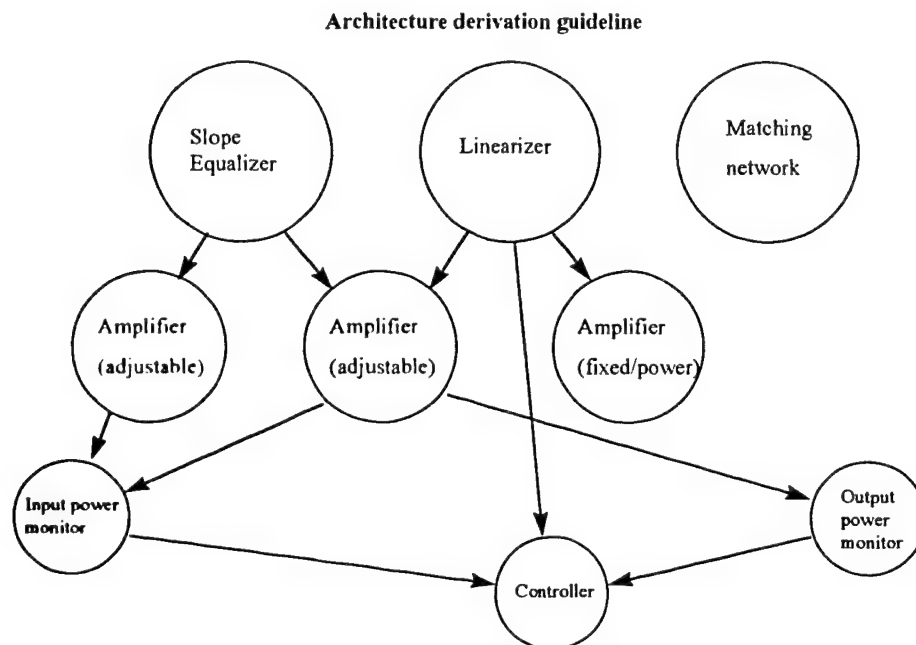 Architecture derivation guideline
Slope
Equalizer
Linearizer
Matching
network
Amplifier
(adjustable)
Amplifier
(adjustable)
Amplifier
(fixed/power)
Input power
monitor
Output
power
monitor
Controller